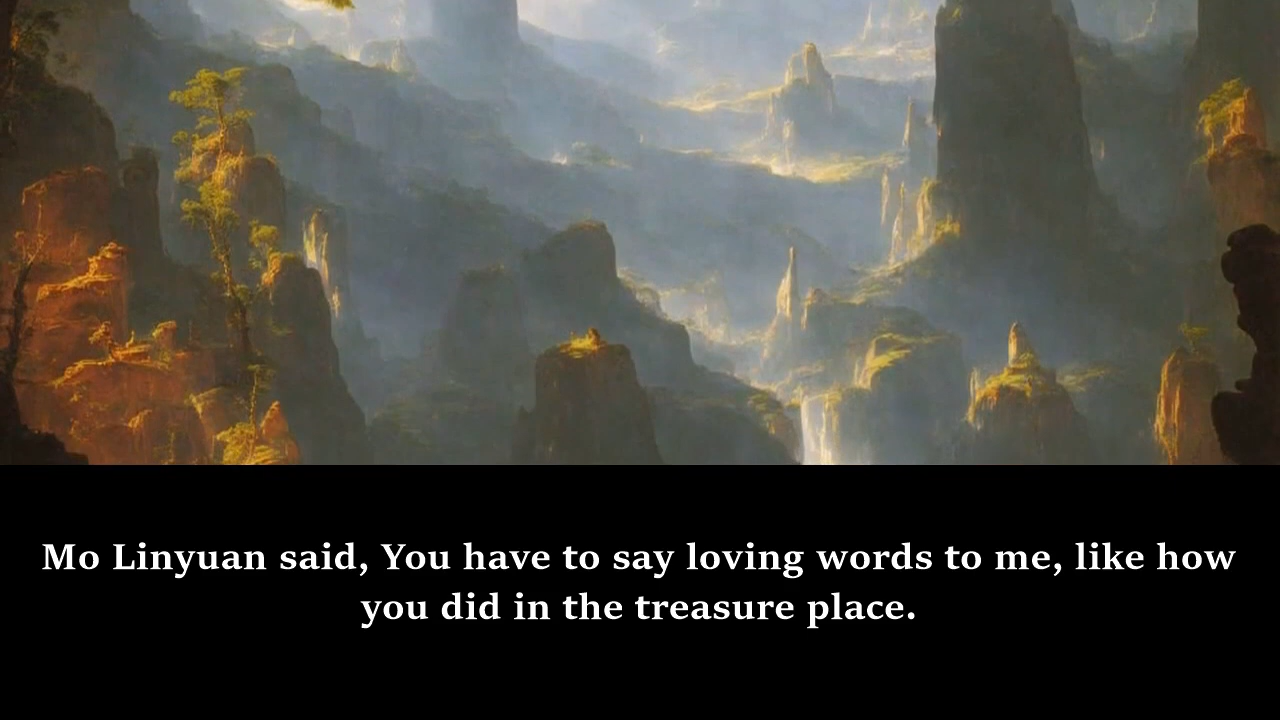 Mo Linyuan said, You have to say loving words to me, like how
you did in the treasure place.